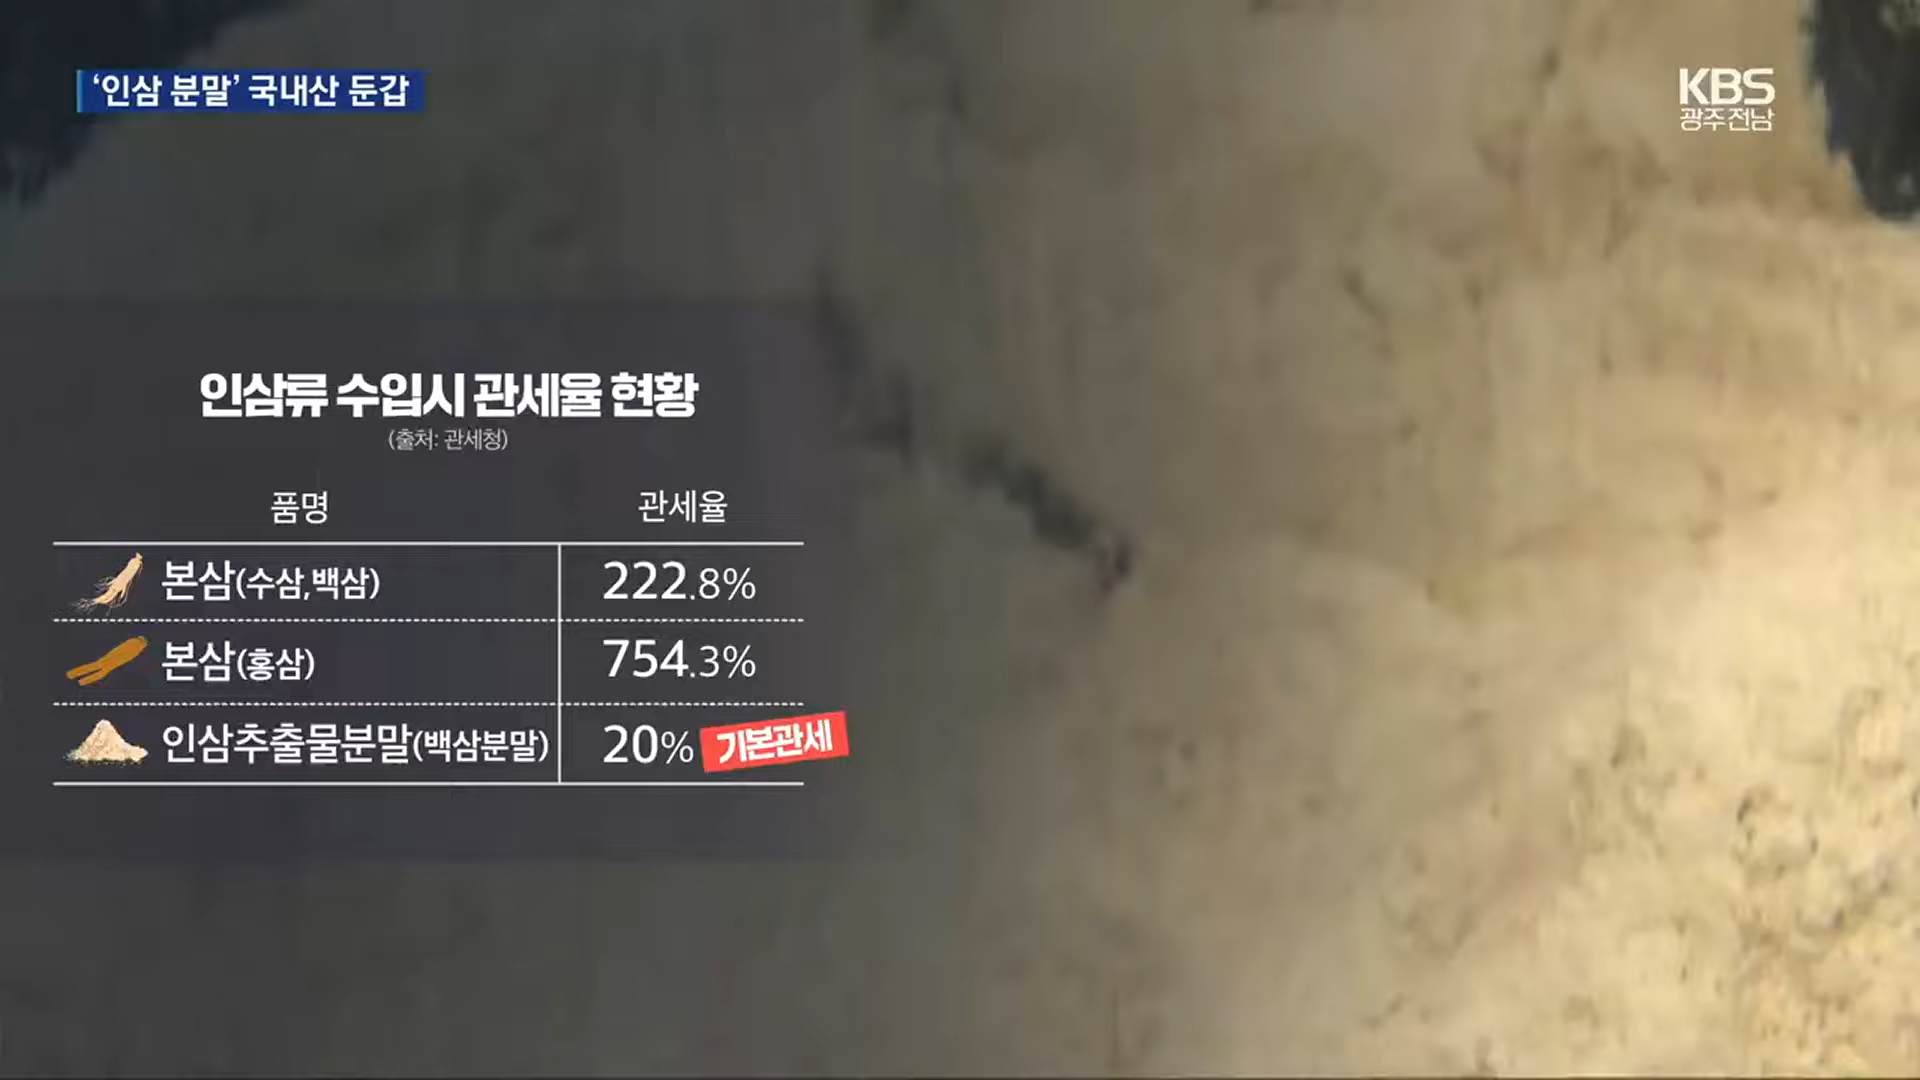 ‘인삼 분말’ 국내산 둔갑
KBS
광주전남
인삼류 수입시 관세율 현황
(출처: 관세청)
품명 관세율
본삼(수삼,백삼) 222.8%
본삼(홍삼) 754.3%
인삼추출물분말(백삼분말) 20% 기본관세